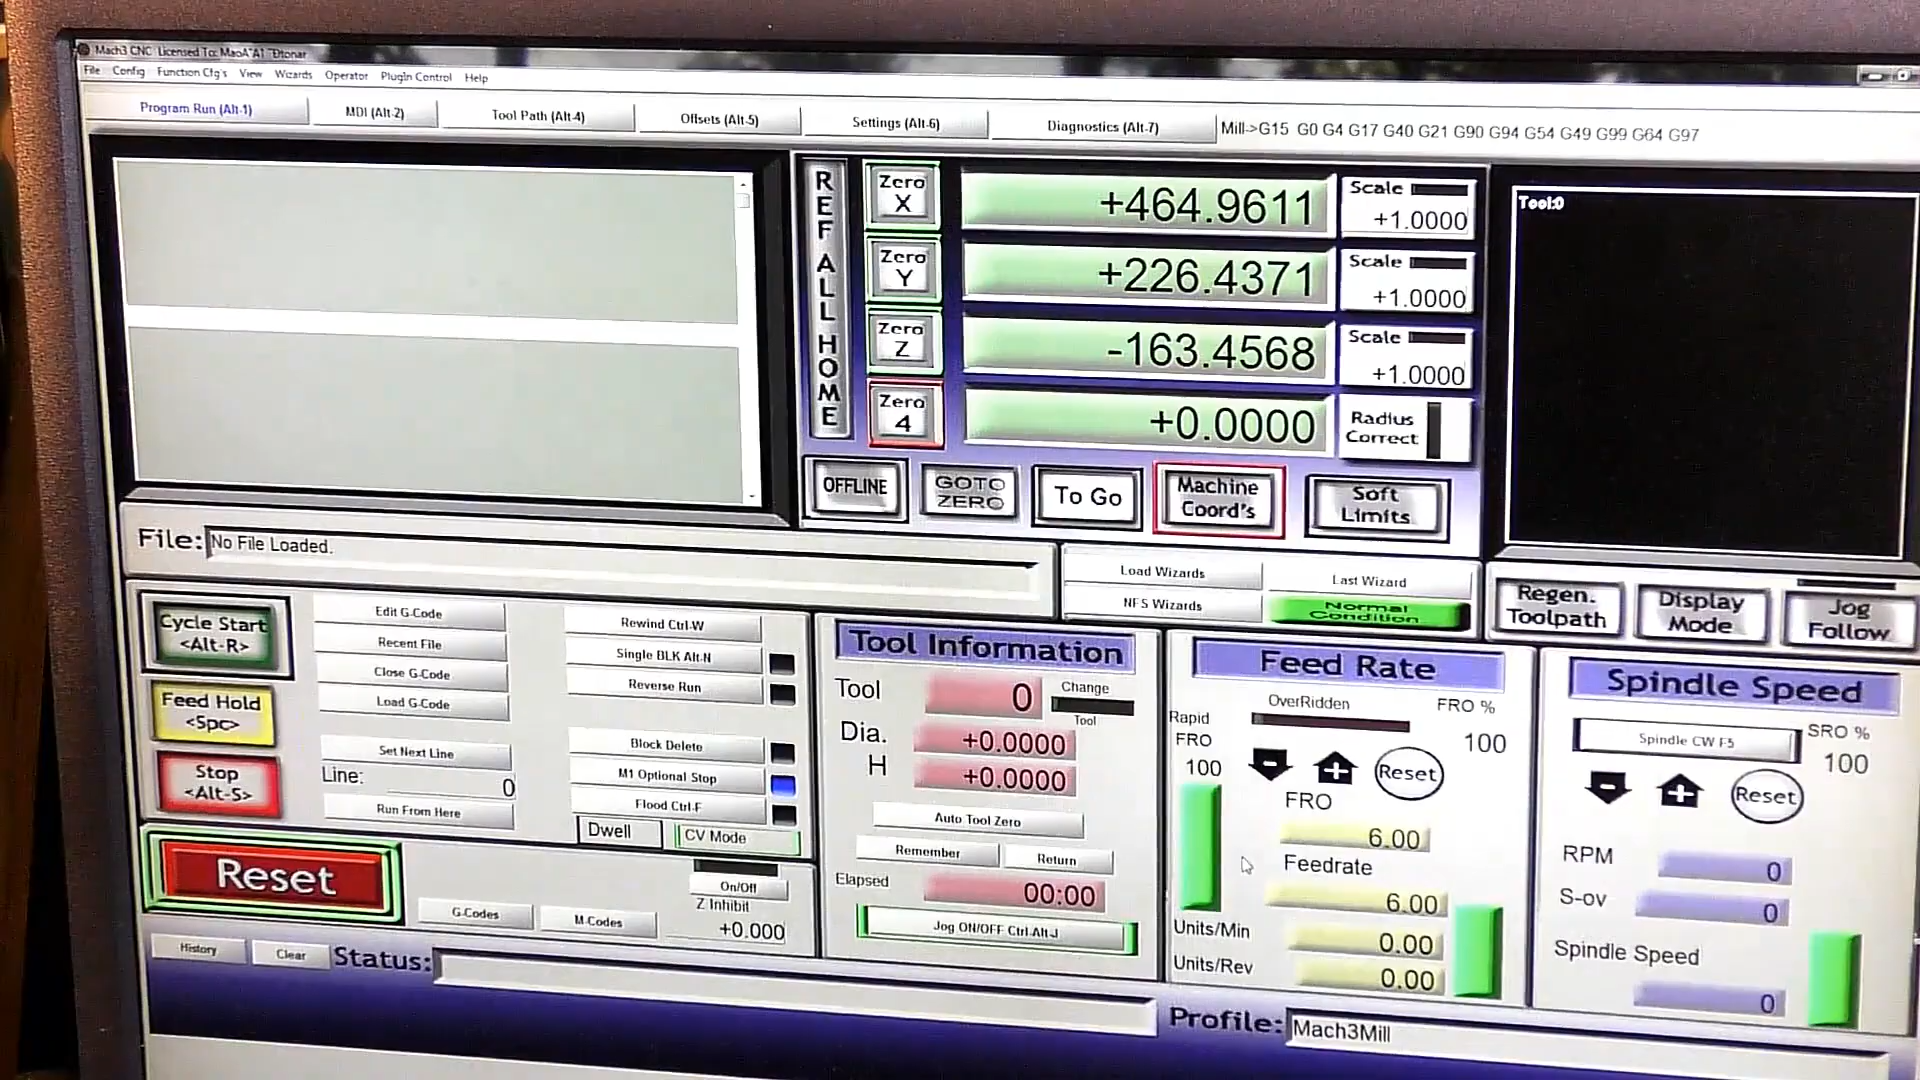 Mach3 CNC Licensed To:
File Config Function Cfg's View Wizards Operator PlugIn Control Help
Program Run (Alt-1) MDI (Alt-2) Tool Path (Alt-4) Offsets (Alt-5) Settings (Alt-6) Diagnostics (Alt-7) Mill->G15 G0 G4 G17 G40 G21 G90 G94 G54 G49 G99 G64 G97
REF ALL HOME
Zero X +464.9611 Scale +1.0000
Zero Y +226.4371 Scale +1.0000
Zero Z -163.4568 Scale +1.0000
Zero 4 +0.0000 Radius Correct
Tool:0
OFFLINE GOTO ZERO To Go Machine Coord's Soft Limits
File: No File Loaded.
Load Wizards Last Wizard
NFS Wizards Normal Condition
Regen. Toolpath Display Mode Jog Follow
Cycle Start <Alt-R>
Feed Hold <Spc>
Stop <Alt-S>
Edit G-Code
Recent File
Close G-Code
Load G-Code
Set Next Line
Line: 0
Run From Here
Rewind Ctrl-W
Single BLK Alt-N
Reverse Run
Block Delete
M1 Optional Stop
Flood Ctrl-F
Dwell CV Mode
Reset
G-Codes M-Codes
On/Off
Z Inhibit
+0.000
Tool Information
Tool 0 Change Tool
Dia. +0.0000
H +0.0000
Auto Tool Zero
Remember Return
Elapsed 00:00
Jog ON/OFF Ctrl-Alt-J
Feed Rate
OverRidden FRO %
Rapid FRO 100
100
Reset
FRO
6.00
Feedrate
6.00
Units/Min 0.00
Units/Rev 0.00
Spindle Speed
Spindle CW F5 SRO %
100
Reset
RPM 0
S-ov 0
Spindle Speed
0
History Clear Status:
Profile: Mach3Mill